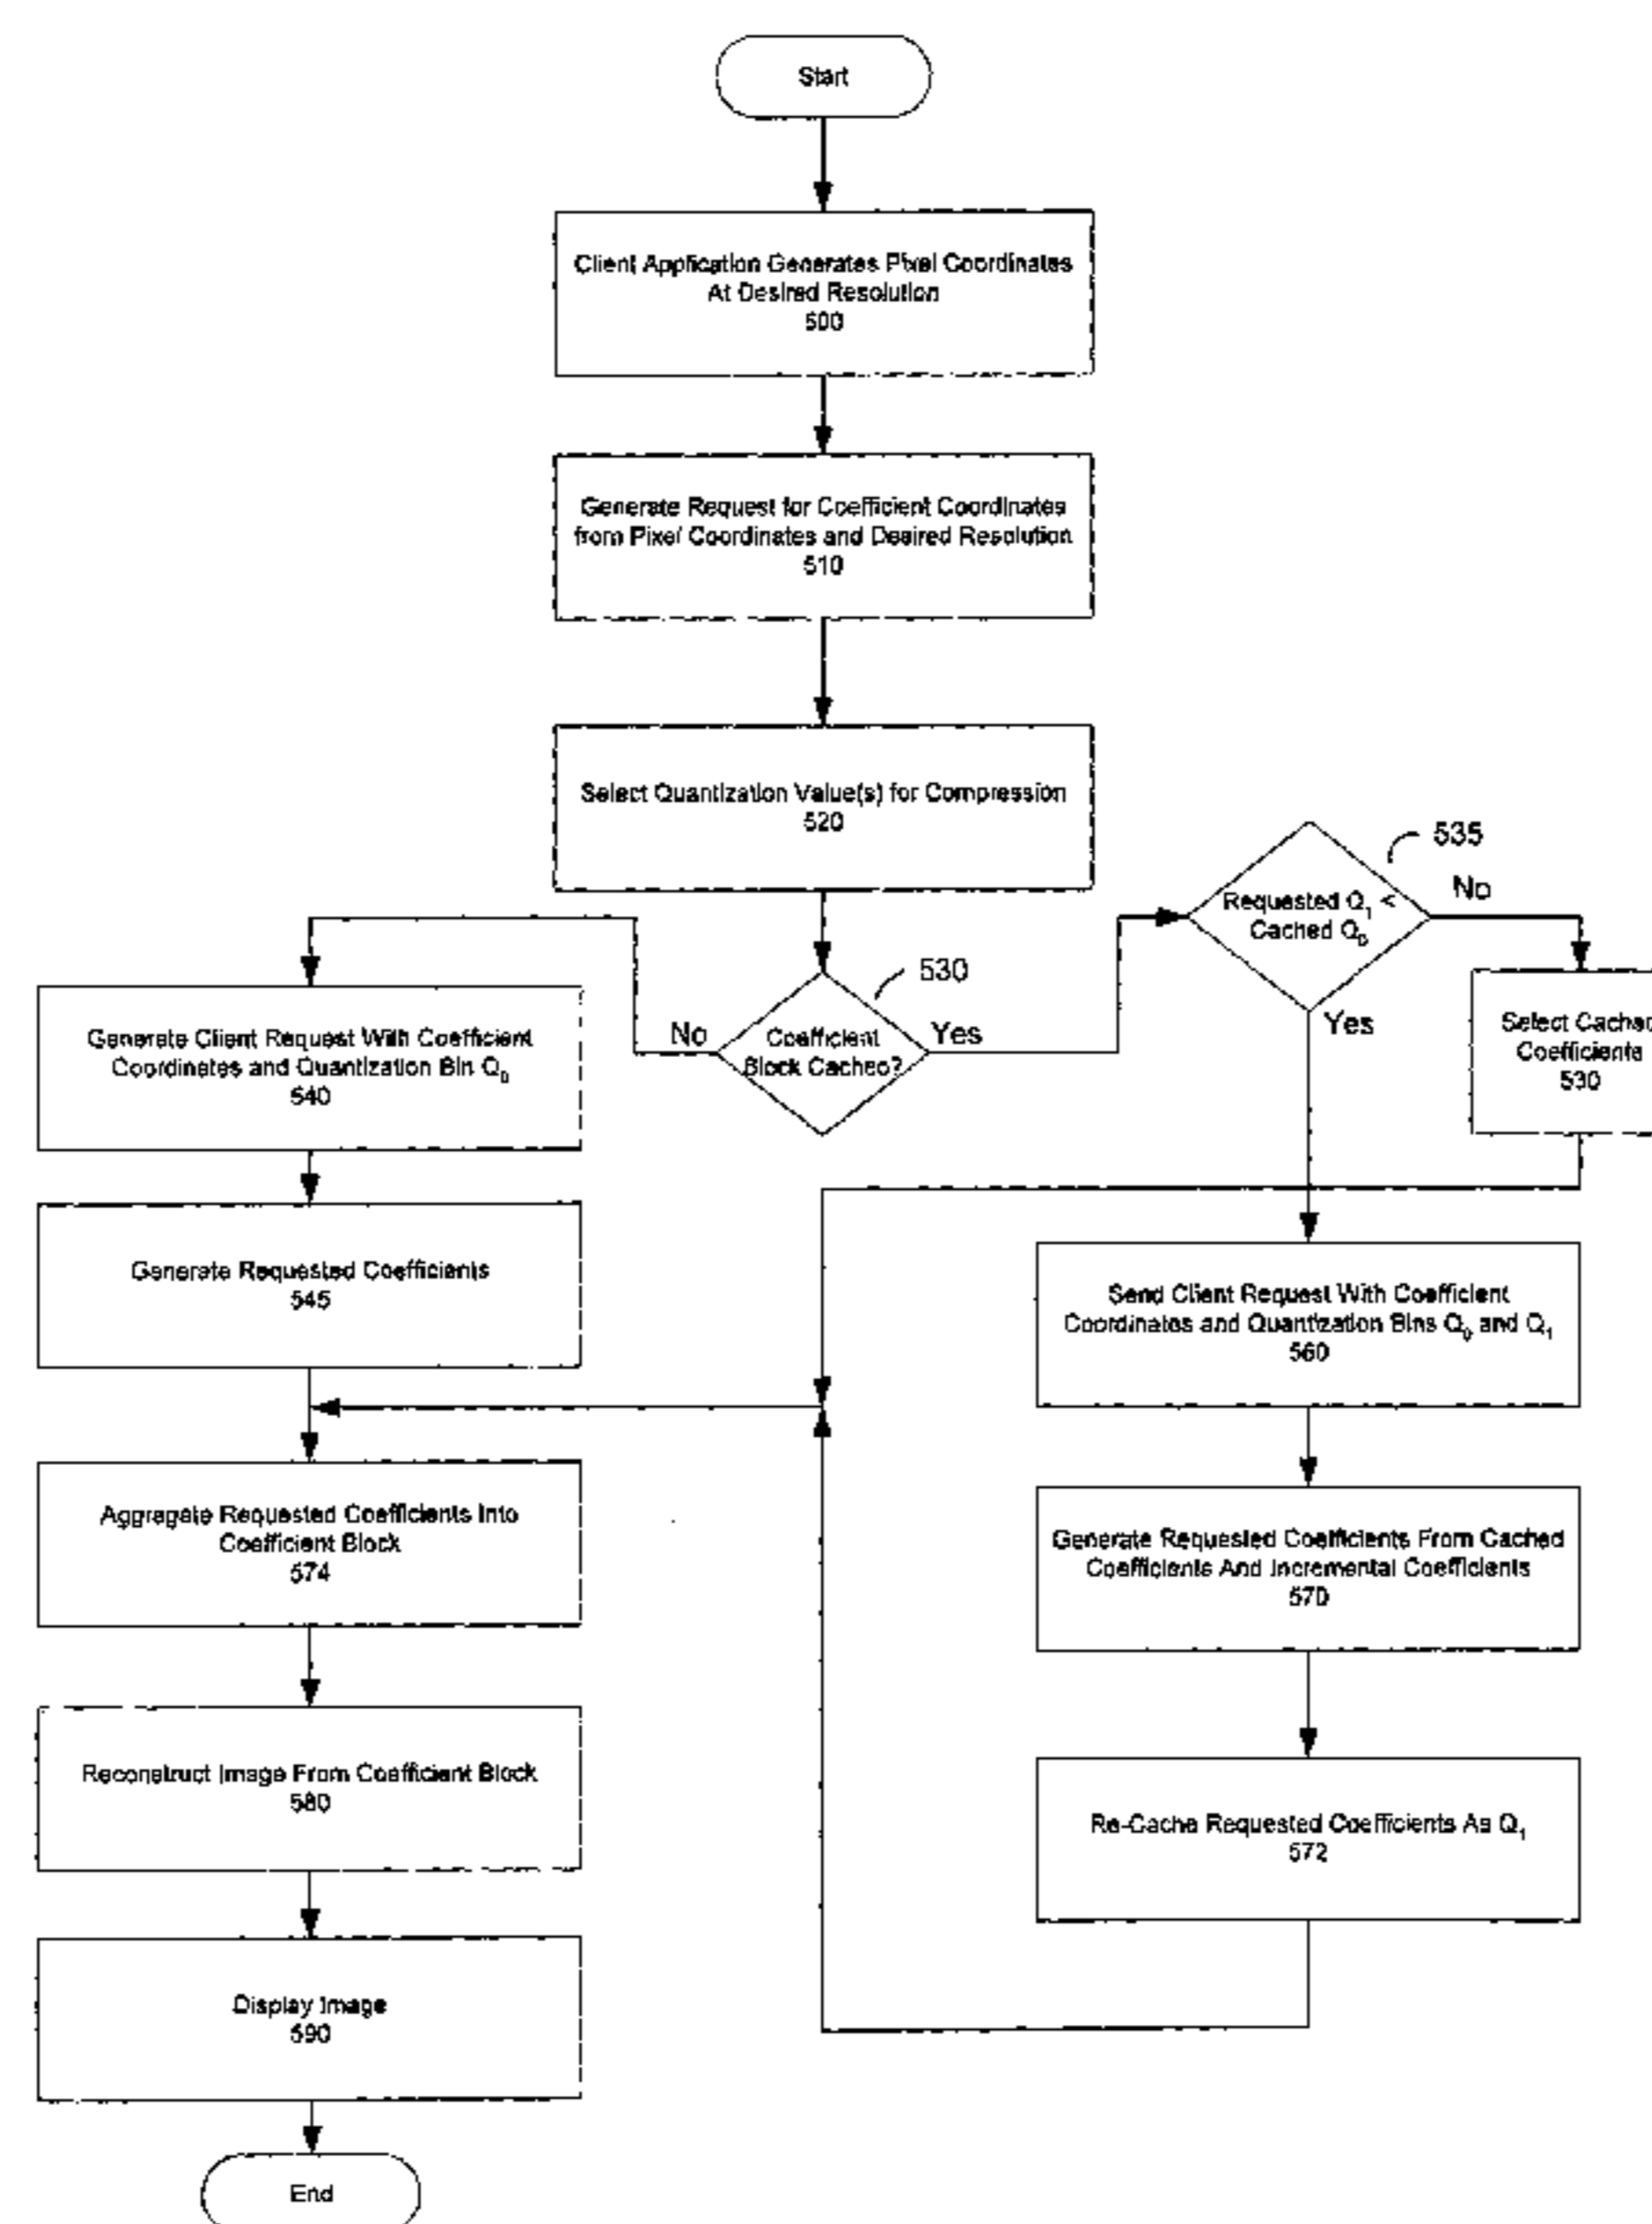 Start
Client Application Generates Pixel Coordinates
At Desired Resolution
500
Generate Request for Coefficient Coordinates
from Pixel Coordinates and Desired Resolution
510
Select Quantization Value(s) for Compression
520
535
Requested Q1 <
Cached Q0
No
Yes
530
Coefficient
Block Cached?
No
Yes
Select Cached
Coefficients
530
Generate Client Request With Coefficient
Coordinates and Quantization Bin Q0
540
Generate Requested Coefficients
545
Send Client Request With Coefficient
Coordinates and Quantization Bins Q0 and Q1
560
Aggregate Requested Coefficients Into
Coefficient Block
574
Generate Requested Coefficients From Cached
Coefficients And Incremental Coefficients
570
Reconstruct Image From Coefficient Block
580
Re-Cache Requested Coefficients As Q1
572
Display Image
590
End